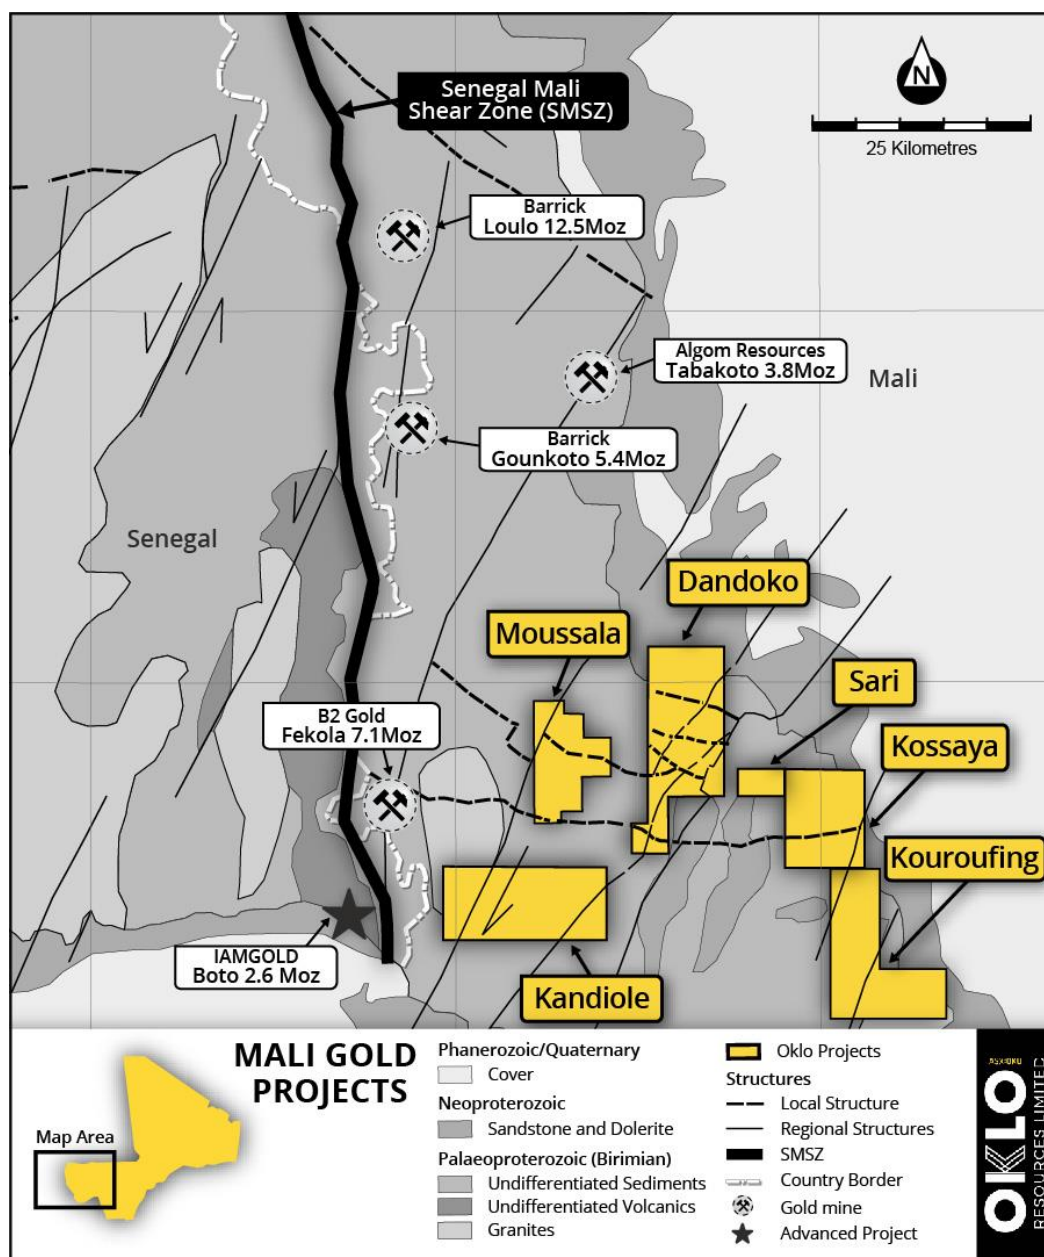 Senegal Mali
Shear Zone (SMSZ)
N
25 Kilometres
Barrick
Loulo 12.5Moz
Algom Resources
Tabakoto 3.8Moz
Mali
Barrick
Gounkoto 5.4Moz
Senegal
Dandoko
Moussala
Sari
B2 Gold
Fekola 7.1Moz
Kossaya
Kouroufing
IAMGOLD
Boto 2.6 Moz
Kandiole
MALI GOLD
PROJECTS
Map Area
Phanerozoic/Quaternary
Cover
Neoproterozoic
Sandstone and Dolerite
Palaeoproterozoic (Birimian)
Undifferentiated Sediments
Undifferentiated Volcanics
Granites
Oklo Projects
Structures
Local Structure
Regional Structures
SMSZ
Country Border
Gold mine
Advanced Project
ASX:OKU
OKLO
RESOURCES LIMITED